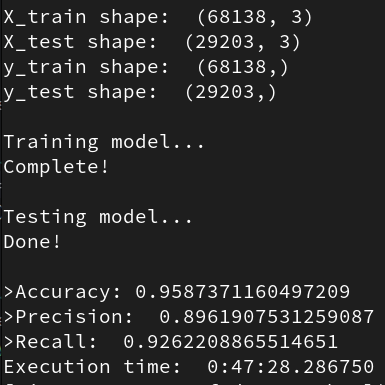 X_train shape:  (68138, 3)
X_test shape:  (29203, 3)
y_train shape:  (68138,)
y_test shape:  (29203,)
Training model...
Complete!
Testing model...
Done!
>Accuracy: 0.9587371160497209
>Precision:  0.8961907531259087
>Recall:  0.9262208865514651
Execution time:  0:47:28.286750